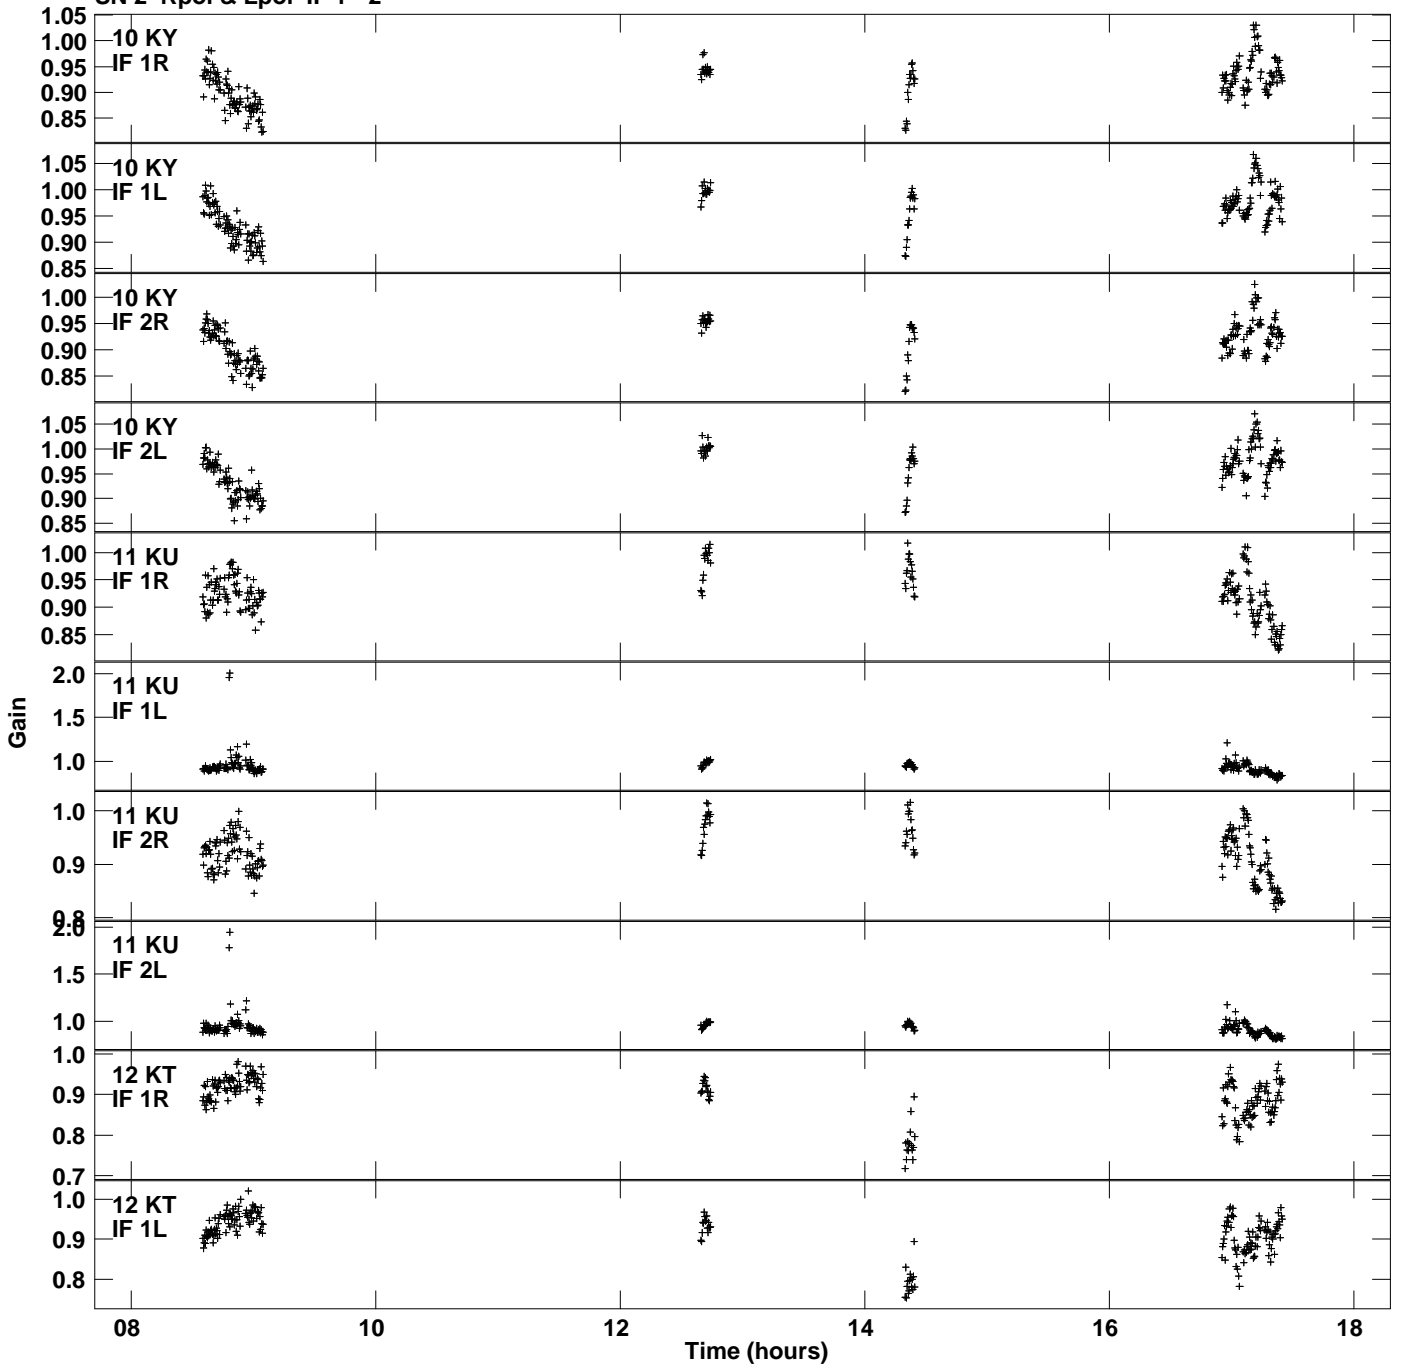 SN 2 Rpol & Lpol IF 1 - 2
1.05
1.00
0.95
0.90
0.85
10 KY
IF 1R
1.05
1.00
0.95
0.90
0.85
10 KY
IF 1L
1.00
0.95
0.90
0.85
10 KY
IF 2R
1.05
1.00
0.95
0.90
0.85
10 KY
IF 2L
1.00
0.95
0.90
0.85
11 KU
IF 1R
2.0
1.5
1.0
11 KU
IF 1L
1.0
0.9
0.8
11 KU
IF 2R
2.0
1.5
1.0
11 KU
IF 2L
1.0
0.9
0.8
0.7
12 KT
IF 1R
1.0
0.9
0.8
12 KT
IF 1L
Gain
08 10 12 14 16 18
Time (hours)